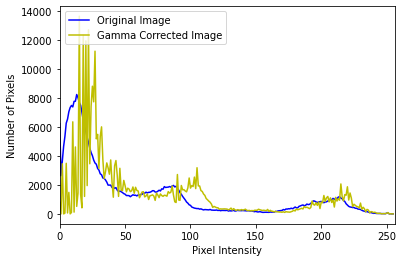 Original Image
Gamma Corrected Image
Number of Pixels
14000
12000
10000
8000
6000
4000
2000
0
0 50 100 150 200 250
Pixel Intensity